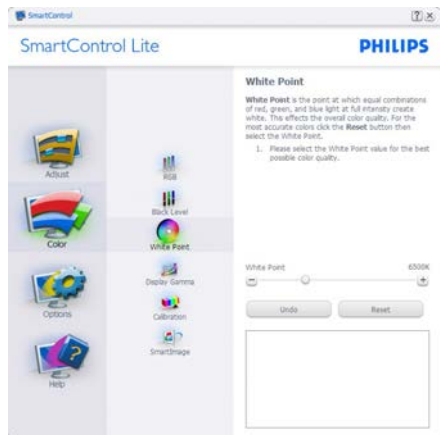 SmartControl
SmartControl Lite
PHILIPS
Adjust
Color
Options
Help
RGB
Black Level
White Point
Display Gamma
Calibration
SmartImage
White Point
White Point is the point at which equal combinations
of red, green, and blue light at full intensity create
white. This effects the overall color quality. For the
most accurate colors click the Reset button then
select the White Point.
1. Please select the White Point value for the best
possible color quality.
White Point 6500K
Undo Reset